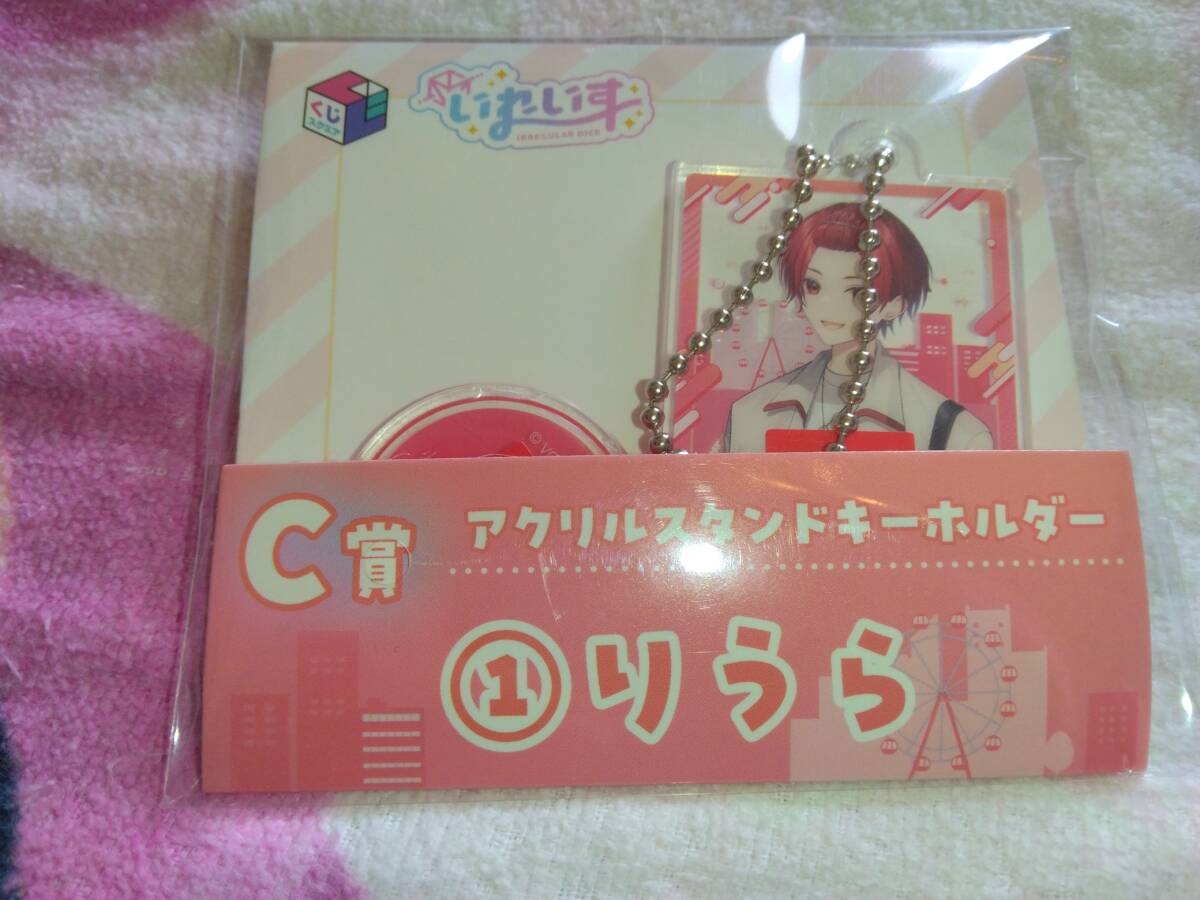 くじ
スクエア
いれいす
IRREGULAR DICE
C賞
アクリルスタンドキーホルダー
①りうら